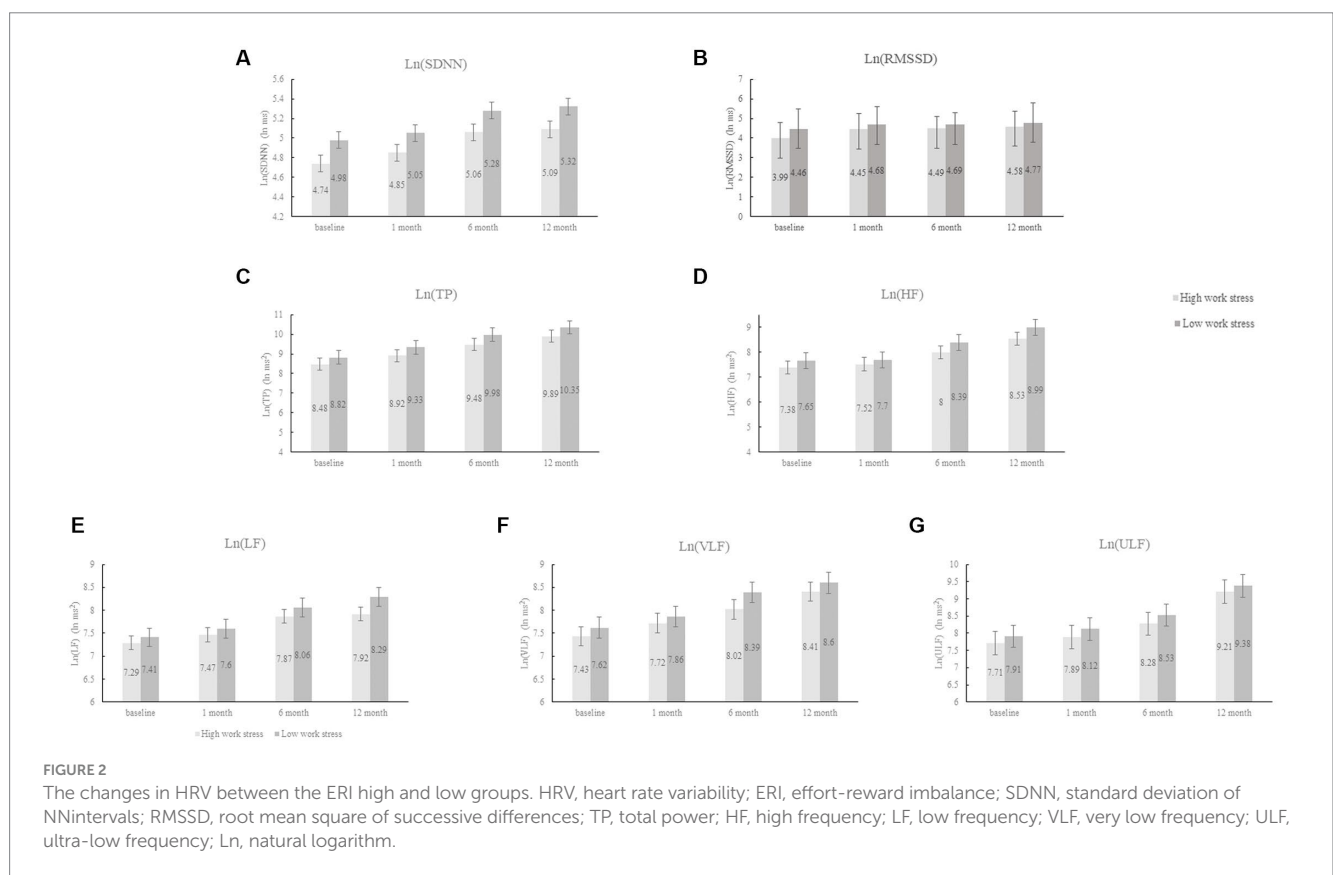 A
Ln(SDNN)
Ln(SDNN) (ln ms)
5.6
5.4
5.2
5
4.8
4.6
4.4
4.2
4.74 4.98 4.85 5.05 5.06 5.28 5.09 5.32
baseline 1 month 6 month 12 month
B
Ln(RMSSD)
Ln(RMSSD) (ln ms)
7
6
5
4
3
2
1
0
3.99 4.46 4.45 4.68 4.49 4.69 4.58 4.77
baseline 1 month 6 month 12 month
C
Ln(TP)
Ln(TP) (ln ms²)
11
10
9
8
7
6
5
4
8.48 8.82 8.92 9.33 9.48 9.98 9.89 10.35
baseline 1 month 6 month 12 month
D
Ln(HF)
Ln(HF) (ln ms²)
9
8
7
6
5
4
7.38 7.65 7.52 7.7 8 8.39 8.53 8.99
baseline 1 month 6 month 12 month
High work stress
Low work stress
E
Ln(LF)
Ln(LF) (ln ms²)
9
8.5
8
7.5
7
6.5
6
7.29 7.41 7.47 7.6 7.87 8.06 7.92 8.29
baseline 1 month 6 month 12 month
High work stress Low work stress
F
Ln(VLF)
Ln(VLF) (ln ms²)
9
8.5
8
7.5
7
6.5
6
7.43 7.62 7.72 7.86 8.02 8.39 8.41 8.6
baseline 1 month 6 month 12 month
G
Ln(ULF)
Ln(ULF) (ln ms²)
10
9.5
9
8.5
8
7.5
7
6.5
6
7.71 7.91 7.89 8.12 8.28 8.53 9.21 9.38
baseline 1 month 6 month 12 month
FIGURE 2
The changes in HRV between the ERI high and low groups. HRV, heart rate variability; ERI, effort-reward imbalance; SDNN, standard deviation of
NNintervals; RMSSD, root mean square of successive differences; TP, total power; HF, high frequency; LF, low frequency; VLF, very low frequency; ULF,
ultra-low frequency; Ln, natural logarithm.